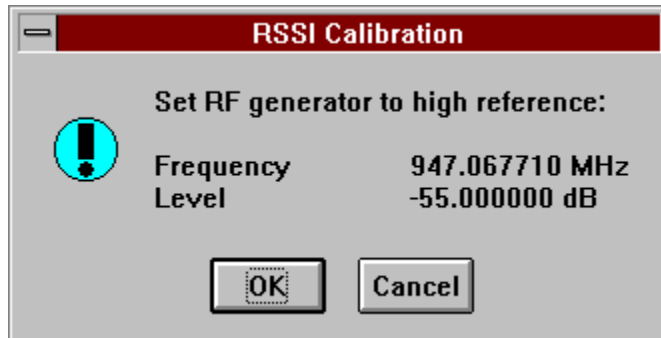 RSSI Calibration
Set RF generator to high reference:
Frequency 947.067710 MHz
Level -55.000000 dB
OK Cancel